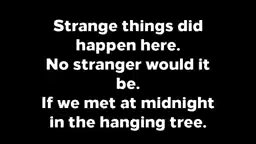 Strange things did
happen here.
No stranger would it
be.
If we met at midnight
in the hanging tree.